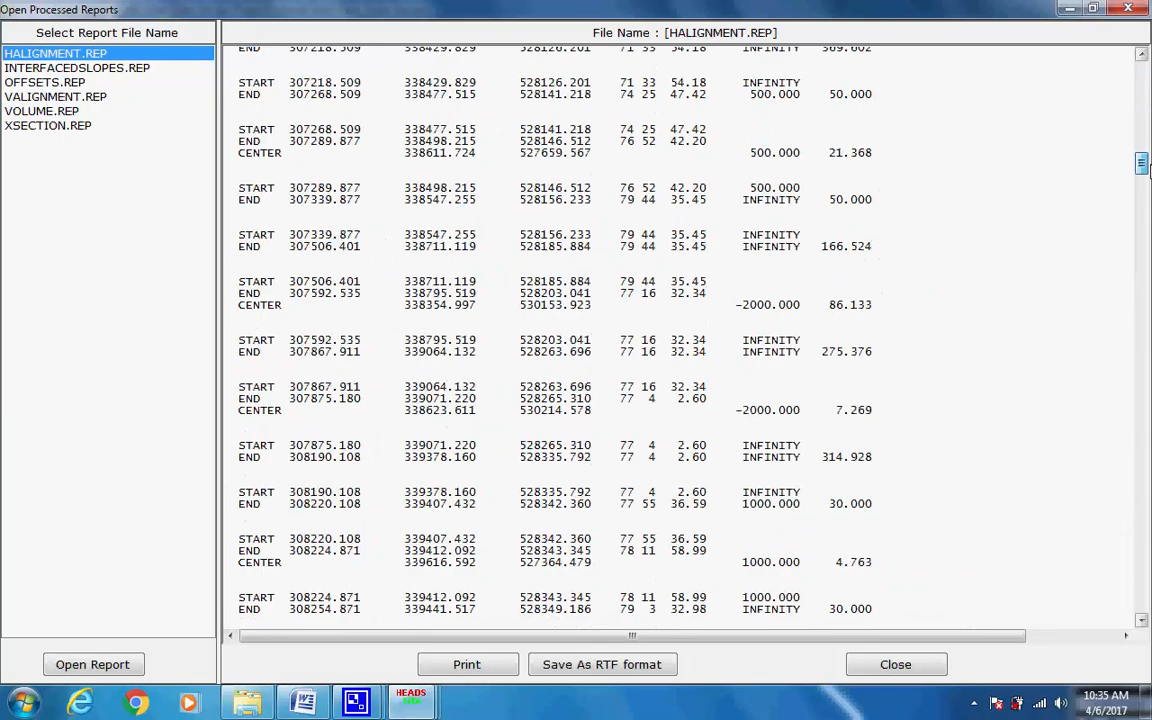 Open Processed Reports
Select Report File Name
File Name : [HALIGNMENT.REP]
HALIGNMENT.REP
INTERFACEDSLOPES.REP
OFFSETS.REP
VALIGNMENT.REP
VOLUME.REP
XSECTION.REP
END 307218.509 338429.829 528126.201 71 33 54.18 INFINITY 369.602
START 307218.509 338429.829 528126.201 71 33 54.18 INFINITY
END 307268.509 338477.515 528141.218 74 25 47.42 500.000 50.000
START 307268.509 338477.515 528141.218 74 25 47.42
END 307289.877 338498.215 528146.512 76 52 42.20
CENTER 338611.724 527659.567 500.000 21.368
START 307289.877 338498.215 528146.512 76 52 42.20 500.000
END 307339.877 338547.255 528156.233 79 44 35.45 INFINITY 50.000
START 307339.877 338547.255 528156.233 79 44 35.45 INFINITY
END 307506.401 338711.119 528185.884 79 44 35.45 INFINITY 166.524
START 307506.401 338711.119 528185.884 79 44 35.45
END 307592.535 338795.519 528203.041 77 16 32.34
CENTER 338354.997 530153.923 -2000.000 86.133
START 307592.535 338795.519 528203.041 77 16 32.34 INFINITY
END 307867.911 339064.132 528263.696 77 16 32.34 INFINITY 275.376
START 307867.911 339064.132 528263.696 77 16 32.34
END 307875.180 339071.220 528265.310 77 4 2.60
CENTER 338623.611 530214.578 -2000.000 7.269
START 307875.180 339071.220 528265.310 77 4 2.60 INFINITY
END 308190.108 339378.160 528335.792 77 4 2.60 INFINITY 314.928
START 308190.108 339378.160 528335.792 77 4 2.60 INFINITY
END 308220.108 339407.432 528342.360 77 55 36.59 1000.000 30.000
START 308220.108 339407.432 528342.360 77 55 36.59
END 308224.871 339412.092 528343.345 78 11 58.99
CENTER 339616.592 527364.479 1000.000 4.763
START 308224.871 339412.092 528343.345 78 11 58.99 1000.000
END 308254.871 339441.517 528349.186 79 3 32.98 INFINITY 30.000
Open Report
Print
Save As RTF format
Close
HEADS
Site
10:35 AM
4/6/2017